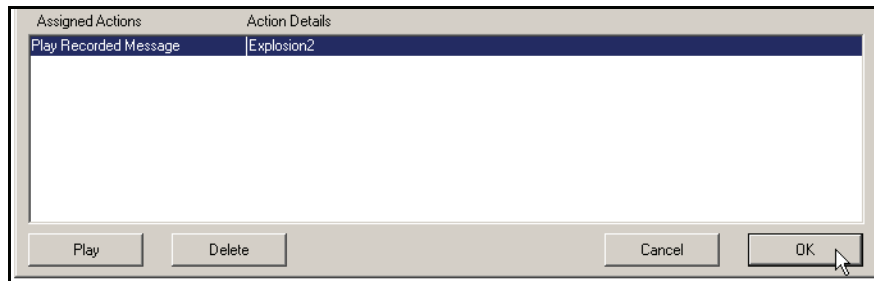 Assigned Actions Action Details
Play Recorded Message Explosion2
Play Delete Cancel OK